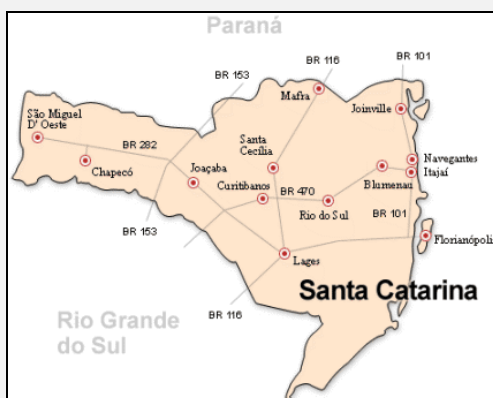 Paraná
BR 101
BR 116
BR 153
Mafra
Joinville
São Miguel
D' Oeste
BR 282
Santa
Cecília
Navegantes
Itajaí
Chapecó
Joaçaba
Curitibanos
BR 470
Blumenau
Rio do Sul
BR 101
BR 153
Florianópoli
Lages
Santa Catarina
BR 116
Rio Grande
do Sul